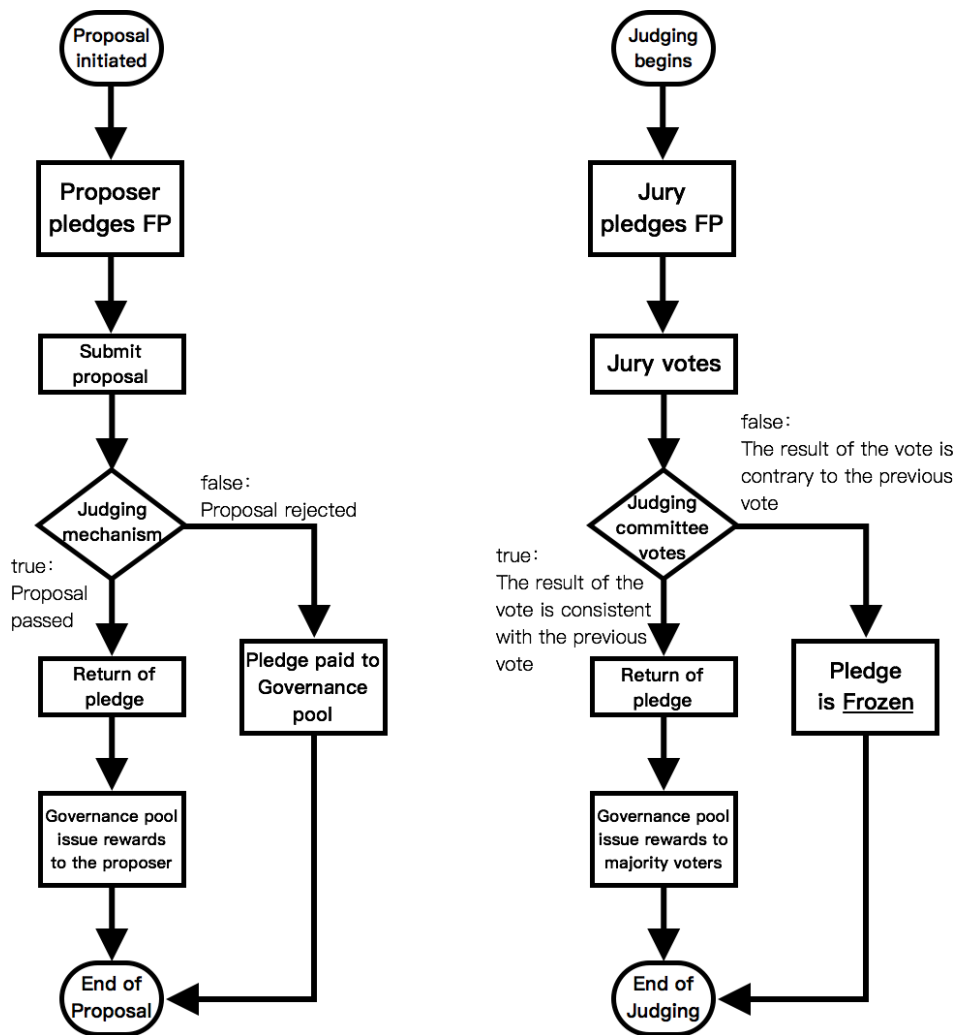 Proposal
initiated
Proposer
pledges FP
Submit
proposal
Judging
mechanism
false:
Proposal rejected
true:
Proposal
passed
Return of
pledge
Pledge paid to
Governance
pool
Governance pool
issue rewards
to the proposer
End of
Proposal
Judging
begins
Jury
pledges FP
Jury votes
false:
The result of the vote is
contrary to the previous
vote
Judging
committee
votes
true:
The result of the
vote is consistent
with the previous
vote
Return of
pledge
Pledge
is Frozen
Governance pool
issue rewards to
majority voters
End of
Judging